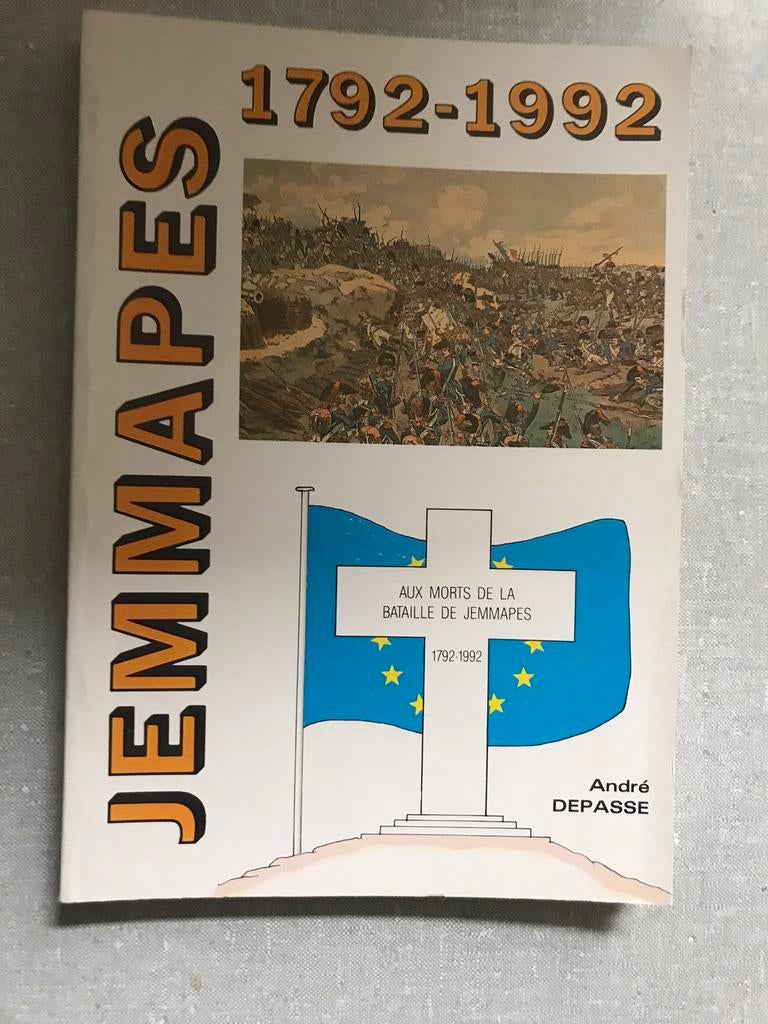 JEMMAPES
1792-1992
AUX MORTS DE LA
BATAILLE DE JEMMAPES
1792-1992
André
DEPASSE